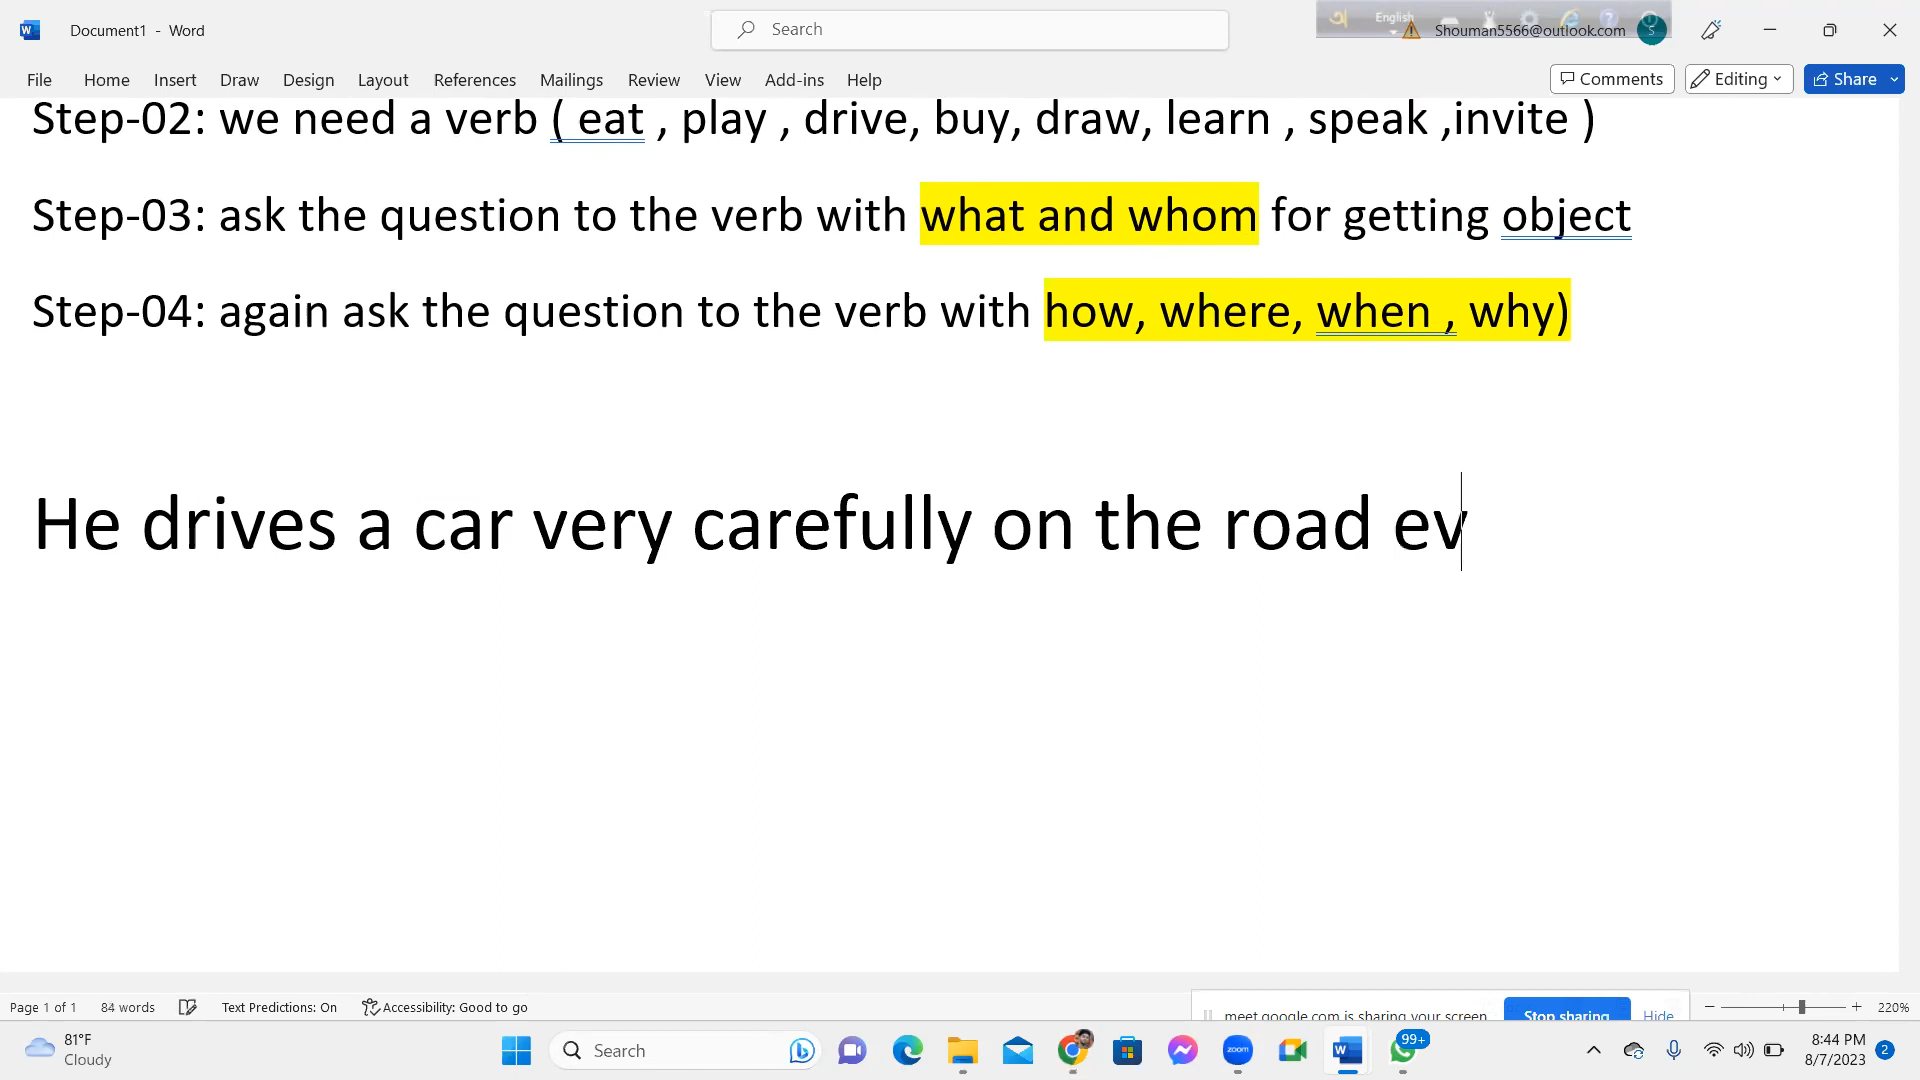 Document1 - Word
Search
English
Shouman5566@outlook.com
S
File Home Insert Draw Design Layout References Mailings Review View Add-ins Help
Comments Editing Share
Step-02: we need a verb ( eat , play , drive, buy, draw, learn , speak ,invite )
Step-03: ask the question to the verb with what and whom for getting object
Step-04: again ask the question to the verb with how, where, when , why)
He drives a car very carefully on the road ev
Page 1 of 1 84 words Text Predictions: On Accessibility: Good to go
meet.google.com is sharing your screen. Stop sharing Hide
220%
81°F
Cloudy
Search
zoom
99+
8:44 PM
8/7/2023
2